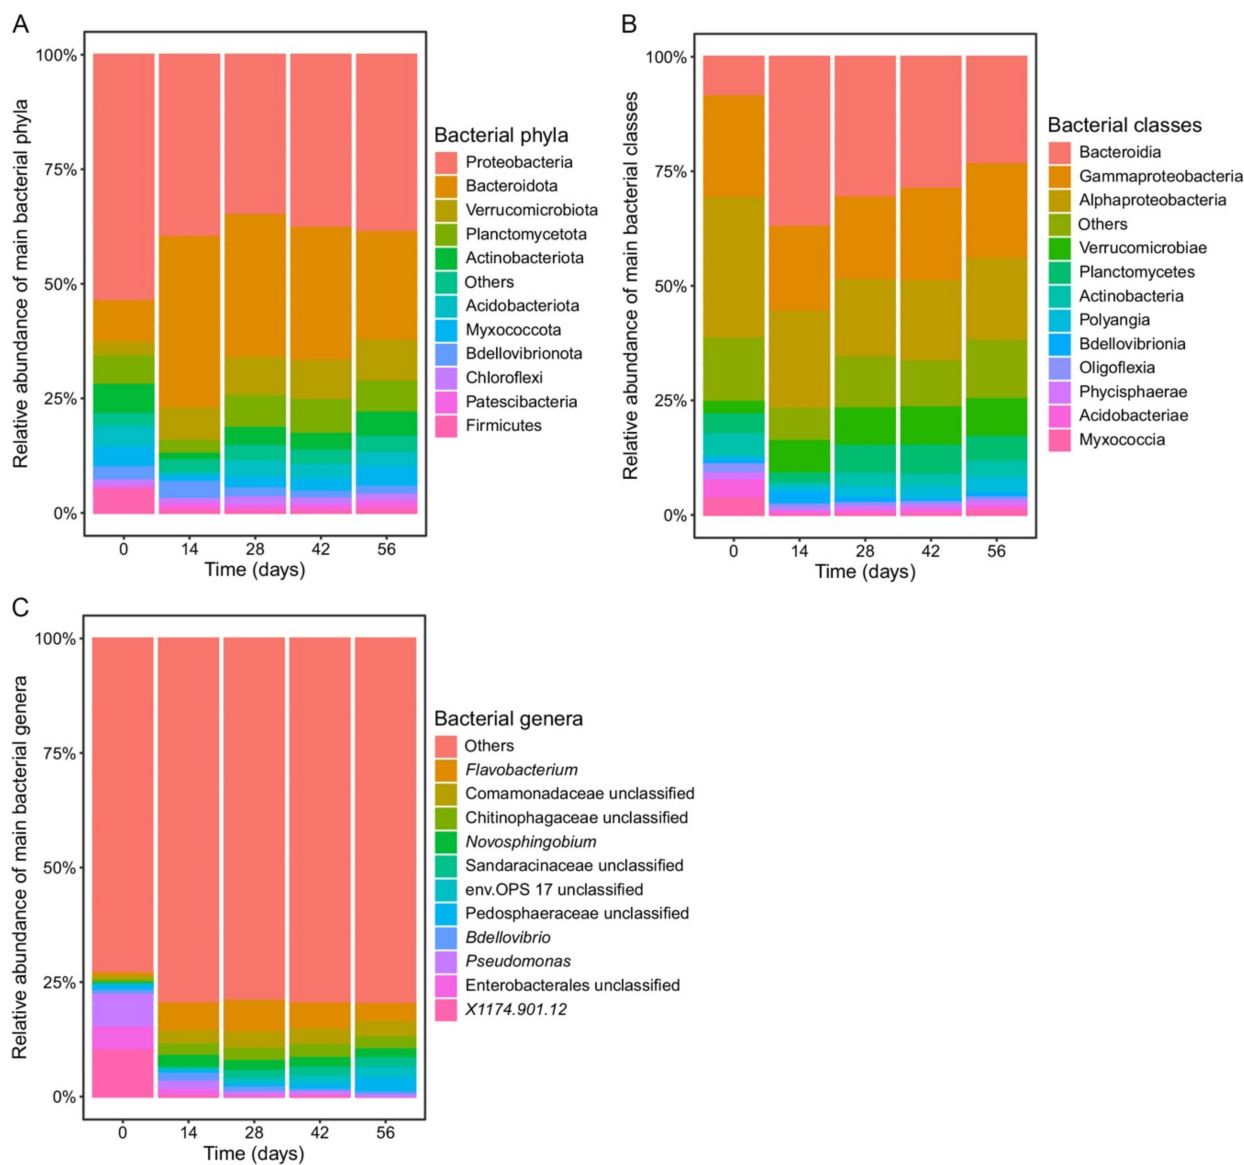 A
Relative abundance of main bacterial phyla
100%
75%
50%
25%
0%
0 14 28 42 56
Time (days)
Bacterial phyla
Proteobacteria
Bacteroidota
Verrucomicrobiota
Planctomycetota
Actinobacteriota
Others
Acidobacteriota
Myxococcota
Bdellovibrionota
Chloroflexi
Patescibacteria
Firmicutes
B
Relative abundance of main bacterial classes
100%
75%
50%
25%
0%
0 14 28 42 56
Time (days)
Bacterial classes
Bacteroidia
Gammaproteobacteria
Alphaproteobacteria
Others
Verrucomicrobiae
Planctomycetes
Actinobacteria
Polyangia
Bdellovibrionia
Oligoflexia
Phycisphaerae
Acidobacteriae
Myxococcia
C
Relative abundance of main bacterial genera
100%
75%
50%
25%
0%
0 14 28 42 56
Time (days)
Bacterial genera
Others
Flavobacterium
Comamonadaceae unclassified
Chitinophagaceae unclassified
Novosphingobium
Sandaracinaceae unclassified
env.OPS 17 unclassified
Pedosphaeraceae unclassified
Bdellovibrio
Pseudomonas
Enterobacterales unclassified
X1174.901.12